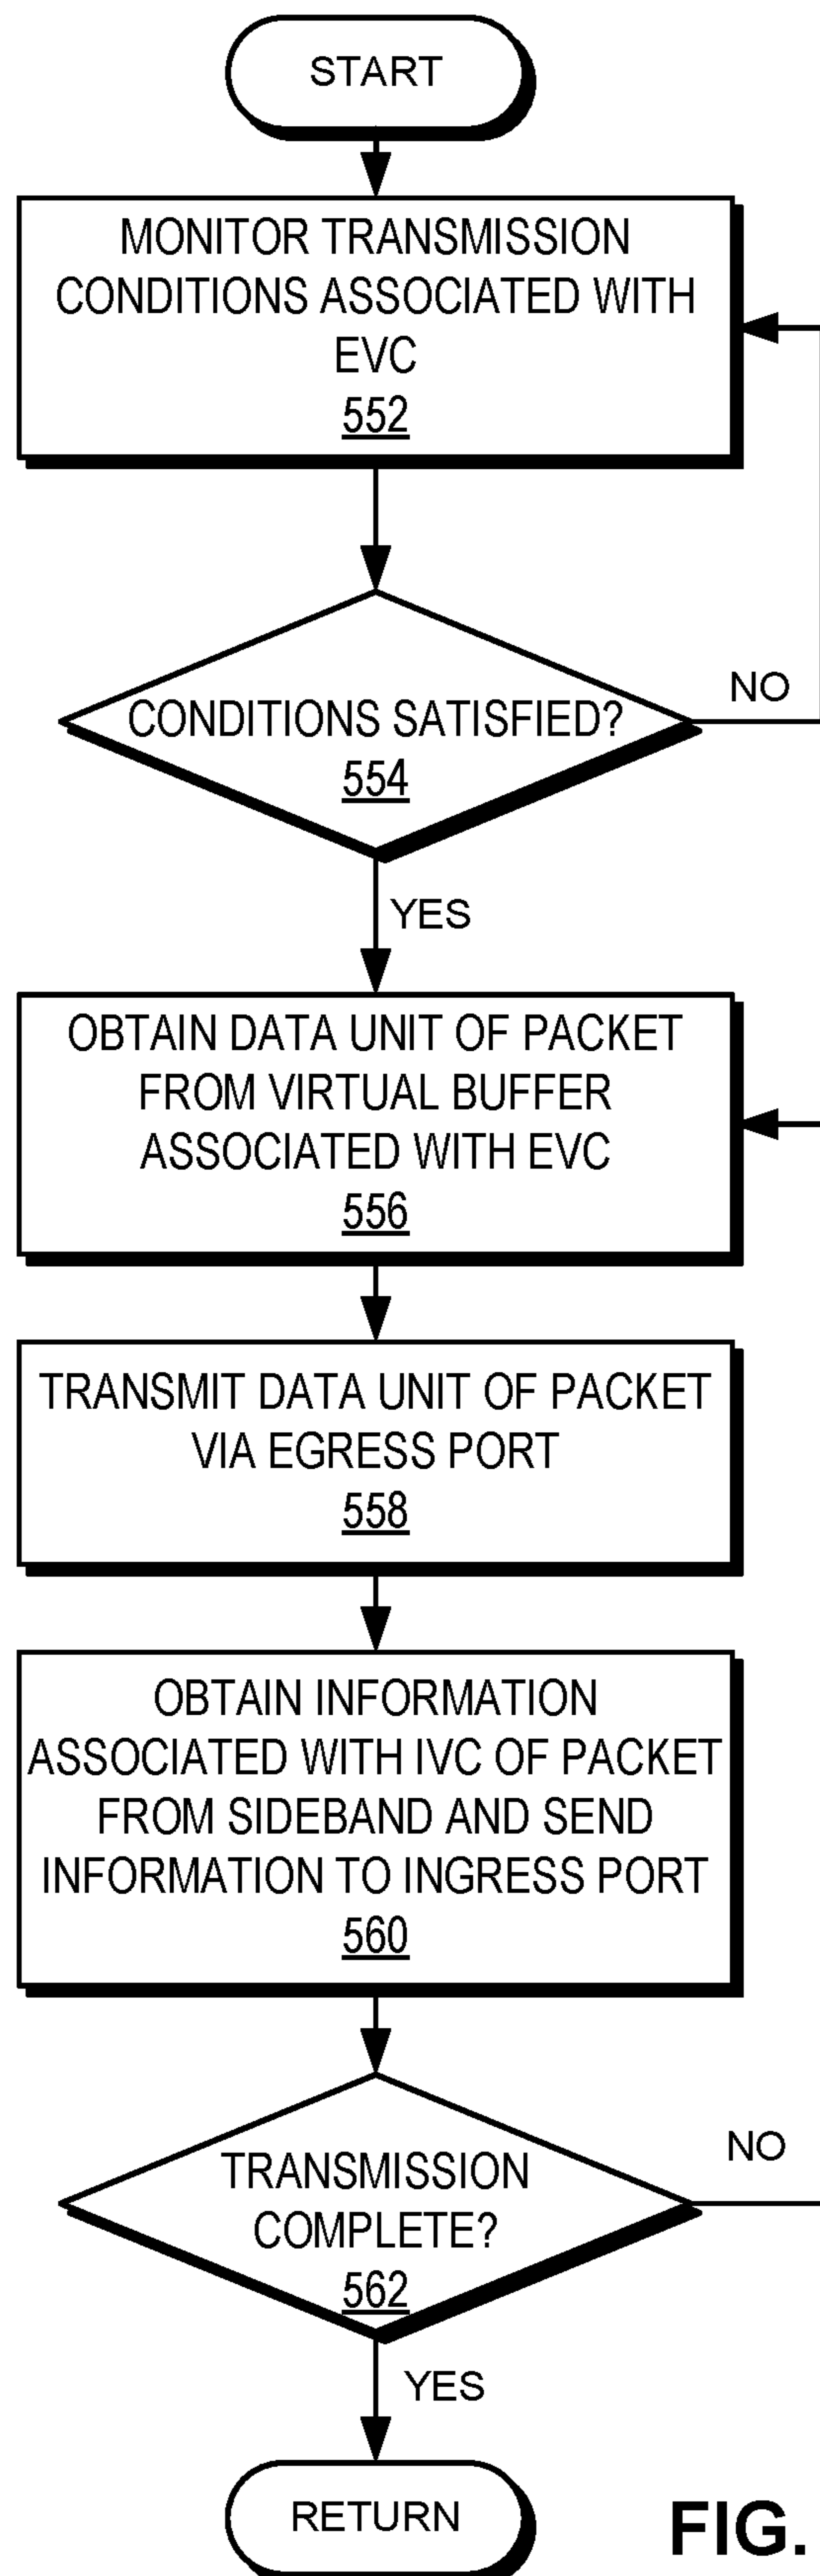 START
MONITOR TRANSMISSION
CONDITIONS ASSOCIATED WITH
EVC
552
CONDITIONS SATISFIED?
554
NO
YES
OBTAIN DATA UNIT OF PACKET
FROM VIRTUAL BUFFER
ASSOCIATED WITH EVC
556
TRANSMIT DATA UNIT OF PACKET
VIA EGRESS PORT
558
OBTAIN INFORMATION
ASSOCIATED WITH IVC OF PACKET
FROM SIDEBAND AND SEND
INFORMATION TO INGRESS PORT
560
TRANSMISSION
COMPLETE?
562
NO
YES
RETURN
FIG.